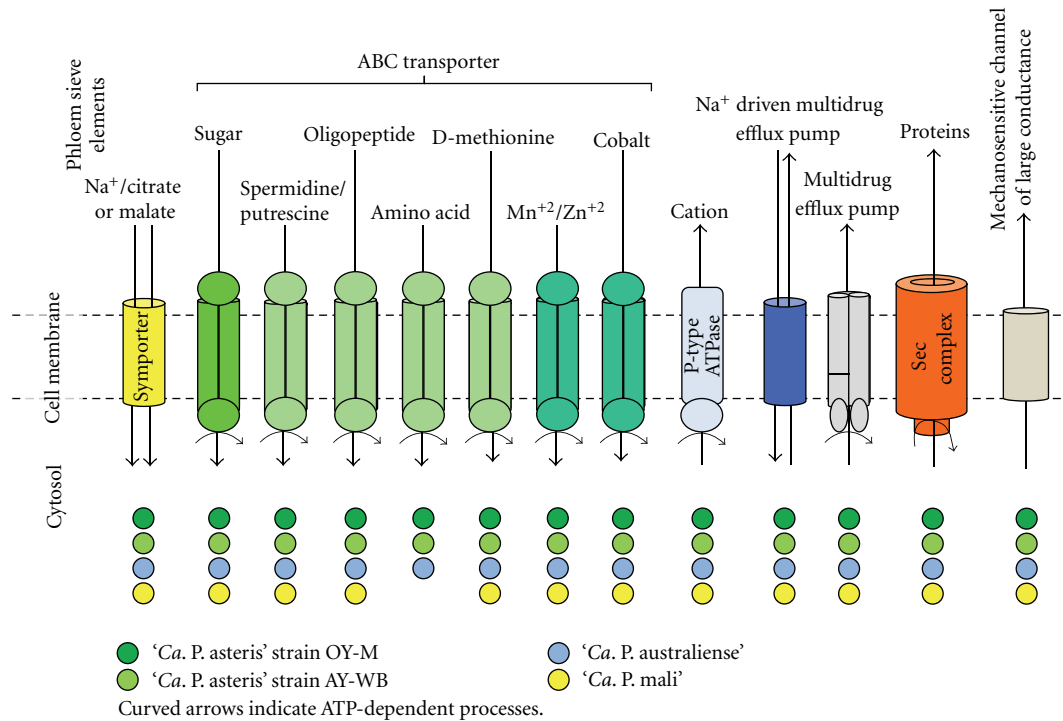 ABC transporter
Phloem sieve
elements
Sugar
Oligopeptide
D-methionine
Cobalt
Na⁺ driven multidrug
efflux pump
Proteins
Mechanosensitive channel
of large conductance
Na⁺/citrate
or malate
Spermidine/
putrescine
Amino acid
Mn⁺²/Zn⁺²
Cation
Multidrug
efflux pump
Cell membrane
Symporter
P-type
ATPase
Sec
complex
Cytosol
‘Ca. P. asteris’ strain OY-M
‘Ca. P. australiense’
‘Ca. P. asteris’ strain AY-WB
‘Ca. P. mali’
Curved arrows indicate ATP-dependent processes.